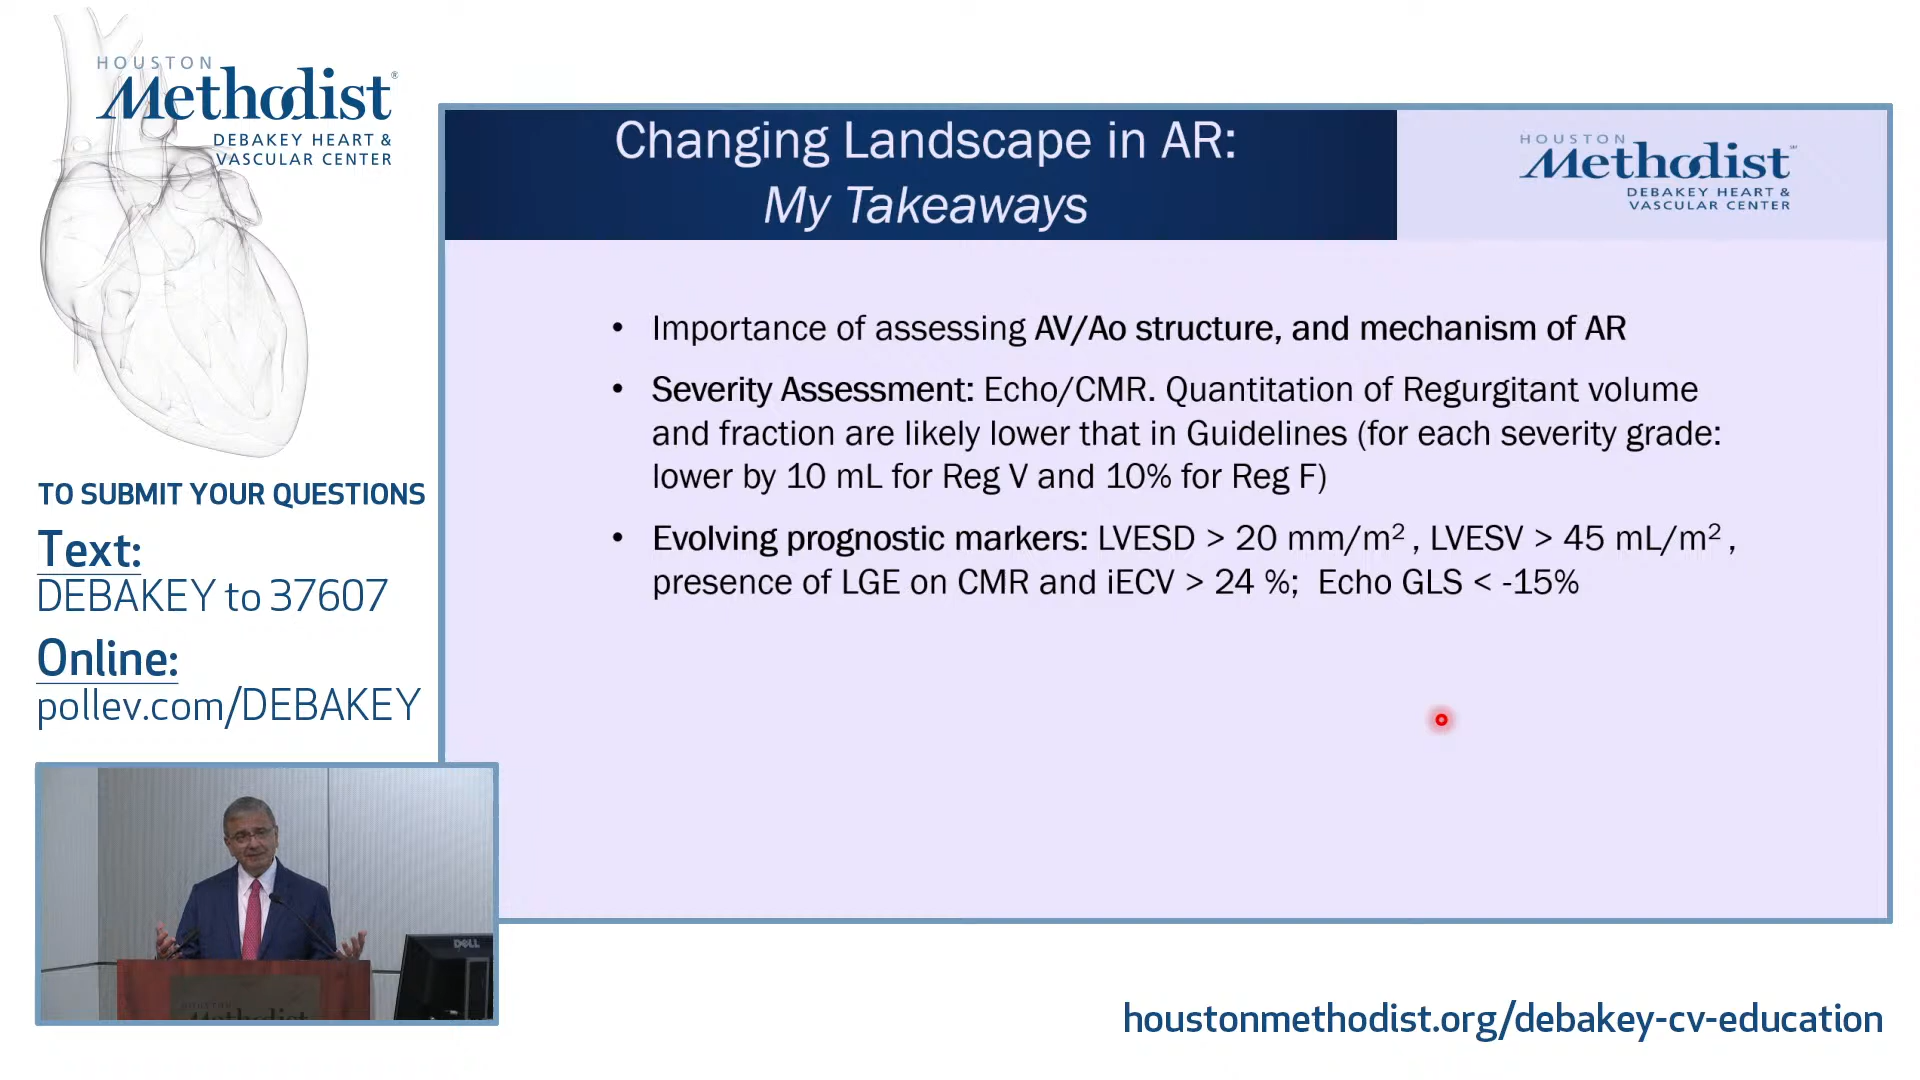 HOUSTON
Methodist®
DEBAKEY HEART &
VASCULAR CENTER
TO SUBMIT YOUR QUESTIONS
Text:
DEBAKEY to 37607
Online:
pollev.com/DEBAKEY
Changing Landscape in AR:
My Takeaways
HOUSTON
Methodist℠
DEBAKEY HEART &
VASCULAR CENTER
• Importance of assessing AV/Ao structure, and mechanism of AR
• Severity Assessment: Echo/CMR. Quantitation of Regurgitant volume
and fraction are likely lower that in Guidelines (for each severity grade:
lower by 10 mL for Reg V and 10% for Reg F)
• Evolving prognostic markers: LVESD > 20 mm/m² , LVESV > 45 mL/m² ,
presence of LGE on CMR and iECV > 24 %; Echo GLS < -15%
DELL
HOUSTON
Methodist
houstonmethodist.org/debakey-cv-education